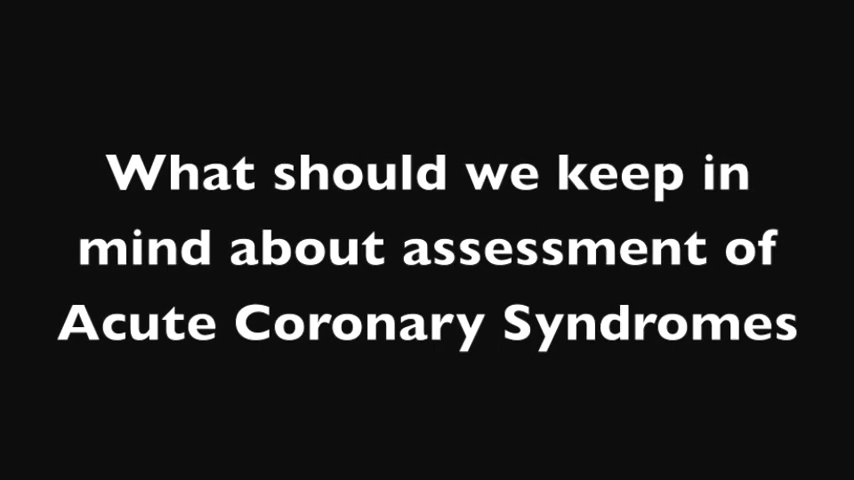 What should we keep in
mind about assessment of
Acute Coronary Syndromes